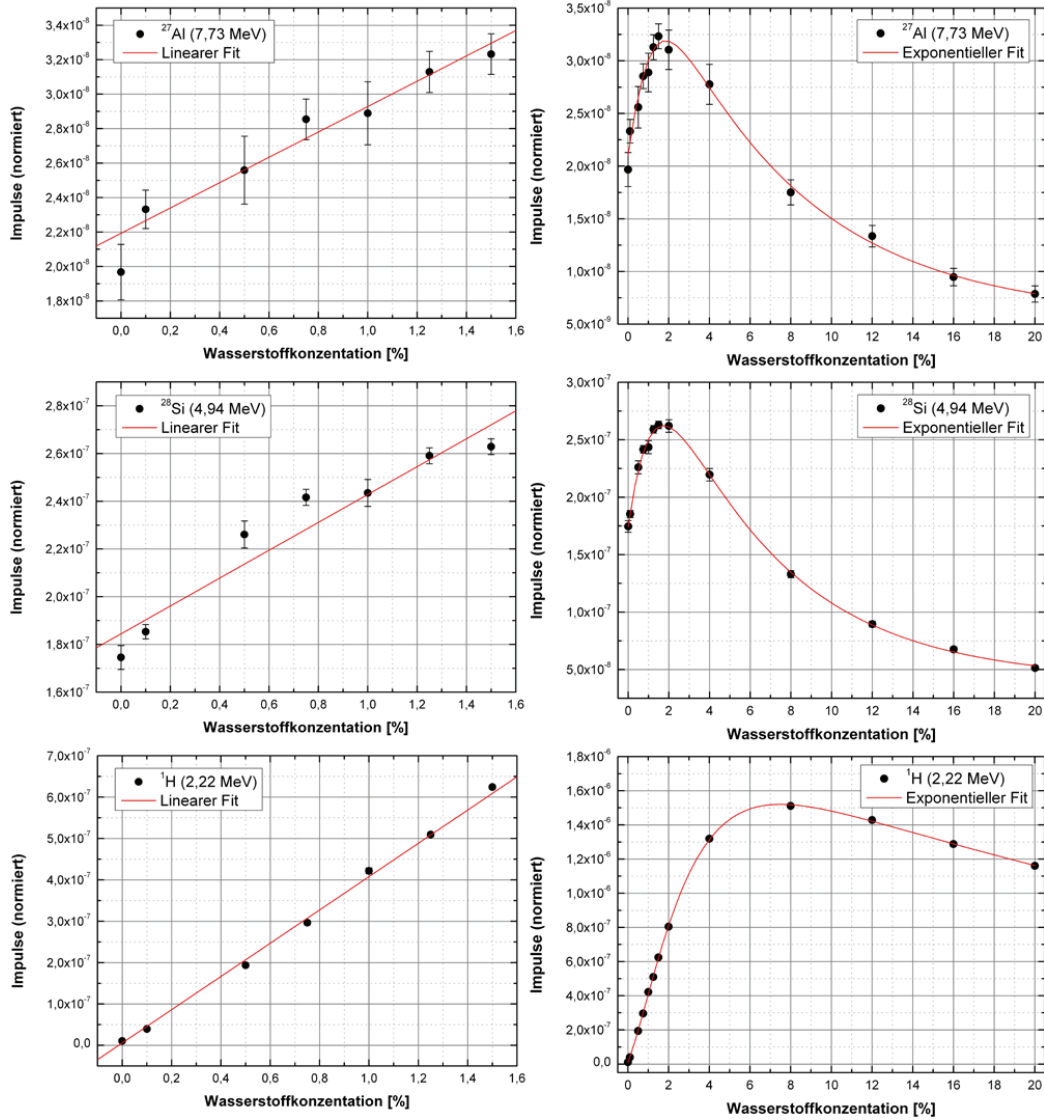 ²⁷Al (7,73 MeV)
Linearer Fit
Impulse (normiert)
3,4x10⁻⁸
3,2x10⁻⁸
3,0x10⁻⁸
2,8x10⁻⁸
2,6x10⁻⁸
2,4x10⁻⁸
2,2x10⁻⁸
2,0x10⁻⁸
1,8x10⁻⁸
0,0 0,2 0,4 0,6 0,8 1,0 1,2 1,4 1,6
Wasserstoffkonzentation [%]
²⁷Al (7,73 MeV)
Exponentieller Fit
Impulse (normiert)
3,5x10⁻⁸
3,0x10⁻⁸
2,5x10⁻⁸
2,0x10⁻⁸
1,5x10⁻⁸
1,0x10⁻⁸
5,0x10⁻⁹
0 2 4 6 8 10 12 14 16 18 20
Wasserstoffkonzentation [%]
²⁸Si (4,94 MeV)
Linearer Fit
Impulse (normiert)
2,8x10⁻⁷
2,6x10⁻⁷
2,4x10⁻⁷
2,2x10⁻⁷
2,0x10⁻⁷
1,8x10⁻⁷
1,6x10⁻⁷
0,0 0,2 0,4 0,6 0,8 1,0 1,2 1,4 1,6
Wasserstoffkonzentation [%]
²⁸Si (4,94 MeV)
Exponentieller Fit
Impulse (normiert)
3,0x10⁻⁷
2,5x10⁻⁷
2,0x10⁻⁷
1,5x10⁻⁷
1,0x10⁻⁷
5,0x10⁻⁸
0 2 4 6 8 10 12 14 16 18 20
Wasserstoffkonzentation [%]
¹H (2,22 MeV)
Linearer Fit
Impulse (normiert)
7,0x10⁻⁷
6,0x10⁻⁷
5,0x10⁻⁷
4,0x10⁻⁷
3,0x10⁻⁷
2,0x10⁻⁷
1,0x10⁻⁷
0,0
0,0 0,2 0,4 0,6 0,8 1,0 1,2 1,4 1,6
Wasserstoffkonzentation [%]
¹H (2,22 MeV)
Exponentieller Fit
Impulse (normiert)
1,8x10⁻⁶
1,6x10⁻⁶
1,4x10⁻⁶
1,2x10⁻⁶
1,0x10⁻⁶
8,0x10⁻⁷
6,0x10⁻⁷
4,0x10⁻⁷
2,0x10⁻⁷
0,0
0 2 4 6 8 10 12 14 16 18 20
Wasserstoffkonzentation [%]